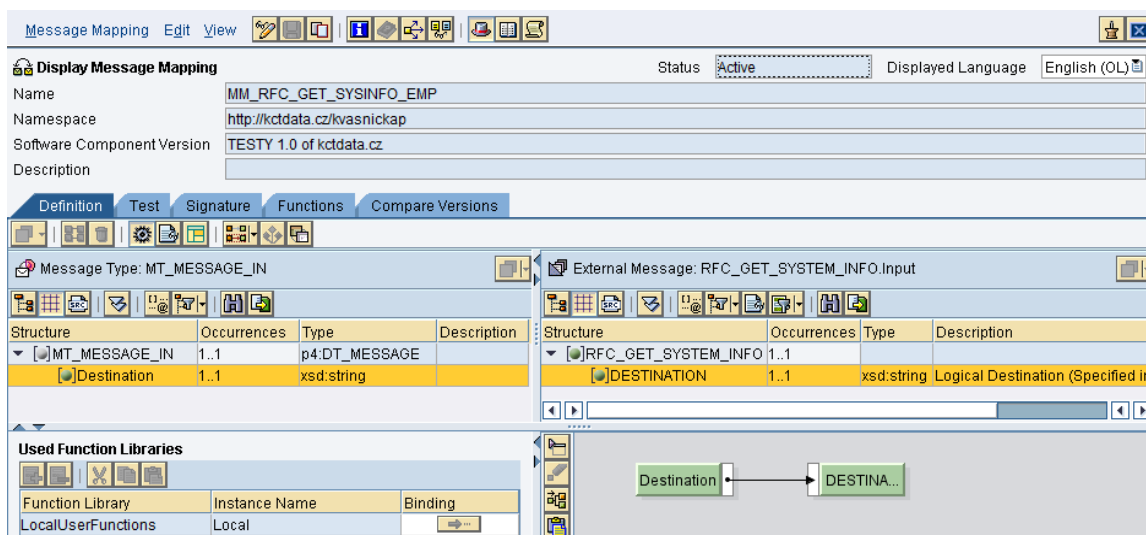 Message Mapping Edit View
Display Message Mapping Status Active Displayed Language English (OL)
Name MM_RFC_GET_SYSINFO_EMP
Namespace http://kctdata.cz/kvasnickap
Software Component Version TESTY 1.0 of kctdata.cz
Description
Definition Test Signature Functions Compare Versions
Message Type: MT_MESSAGE_IN External Message: RFC_GET_SYSTEM_INFO.Input
SRC SRC
Structure Occurrences Type Description Structure Occurrences Type Description
MT_MESSAGE_IN 1..1 p4:DT_MESSAGE RFC_GET_SYSTEM_INFO 1..1
Destination 1..1 xsd:string DESTINATION 1..1 xsd:string Logical Destination (Specified i
Used Function Libraries
Destination DESTINA...
Function Library Instance Name Binding
LocalUserFunctions Local